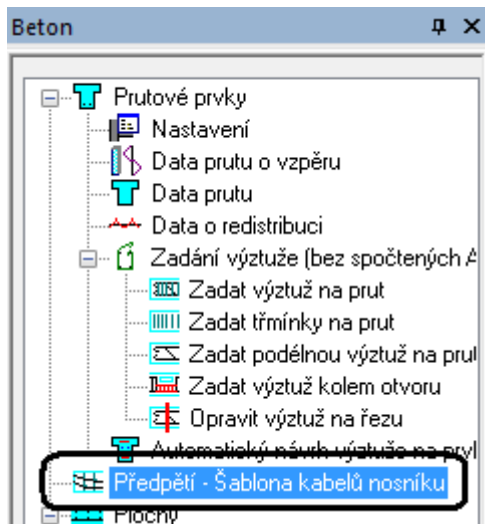 Beton
Prutové prvky
Nastavení
Data prutu o vzpěru
Data prutu
Data o redistribuci
Zadání výztuže (bez spočtených A
Zadat výztuž na prut
Zadat třmínky na prut
Zadat podélnou výztuž na prut
Zadat výztuž kolem otvoru
Opravit výztuž na řezu
Automatický návrh výztuže na prvk
Předpětí - Šablona kabelů nosníku
Plochy